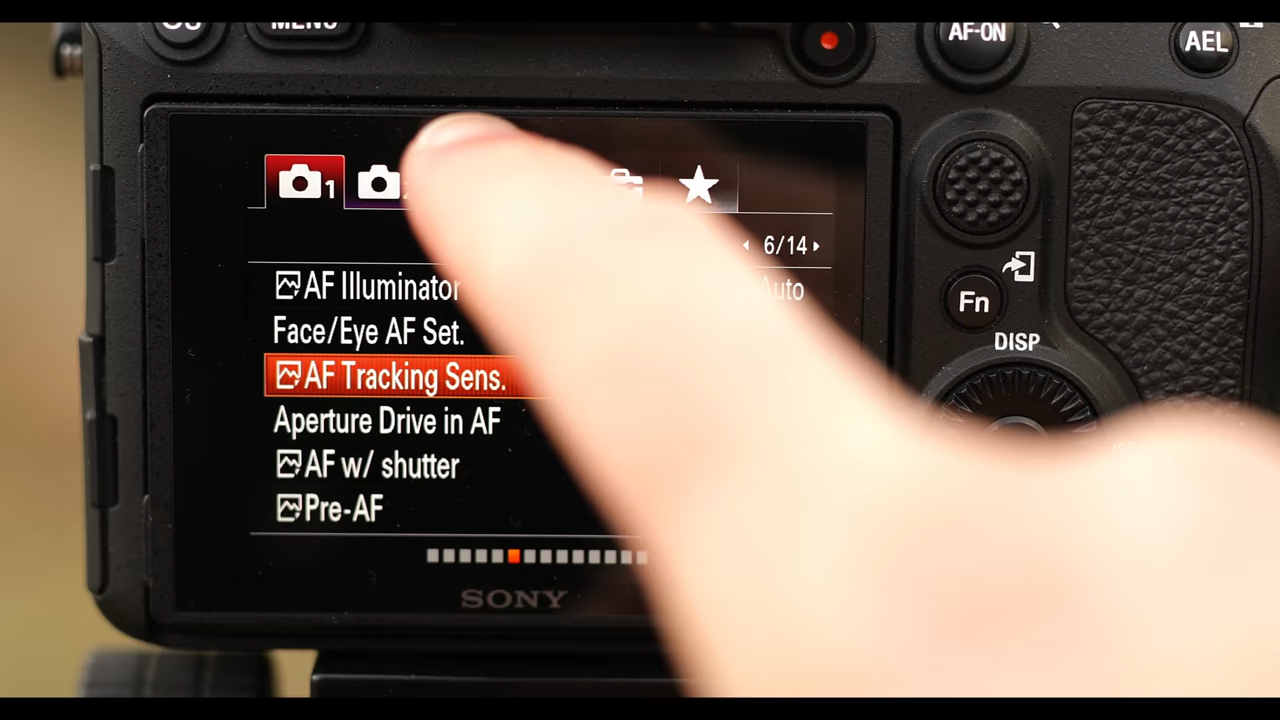 MENU
AF-ON
AEL
1
6/14
AF Illuminator
Auto
Face/Eye AF Set.
AF Tracking Sens.
Aperture Drive in AF
AF w/ shutter
Pre-AF
SONY
Fn
DISP